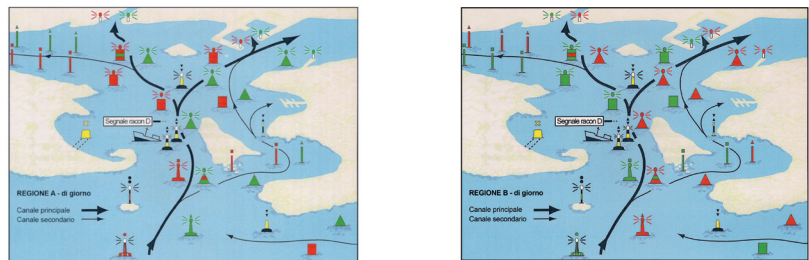 Segnale racon D
REGIONE A - di giorno
Canale principale
Canale secondario
Segnale racon D
REGIONE B - di giorno
Canale principale
Canale secondario